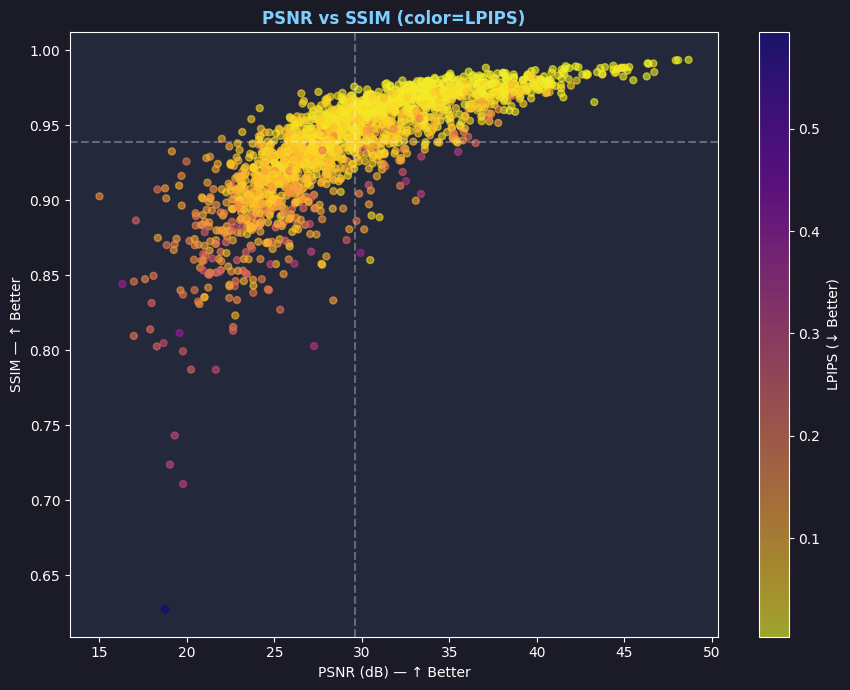 PSNR vs SSIM (color=LPIPS)
1.00
0.95
0.90
0.85
0.80
0.75
0.70
0.65
SSIM — ↑ Better
15 20 25 30 35 40 45 50
PSNR (dB) — ↑ Better
0.5
0.4
0.3
0.2
0.1
LPIPS (↓ Better)